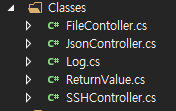 Classes
C# FileContoller.cs
C# JsonController.cs
C# Log.cs
C# ReturnValue.cs
C# SSHController.cs